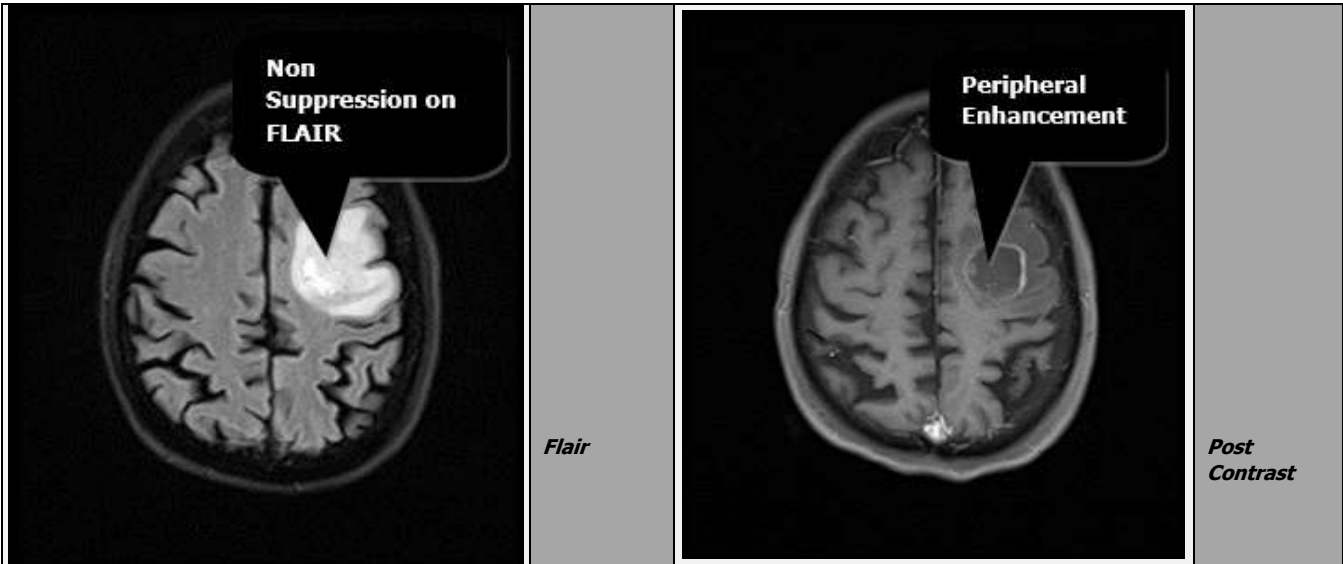 Non
Suppression on
FLAIR
Flair
Peripheral
Enhancement
Post
Contrast